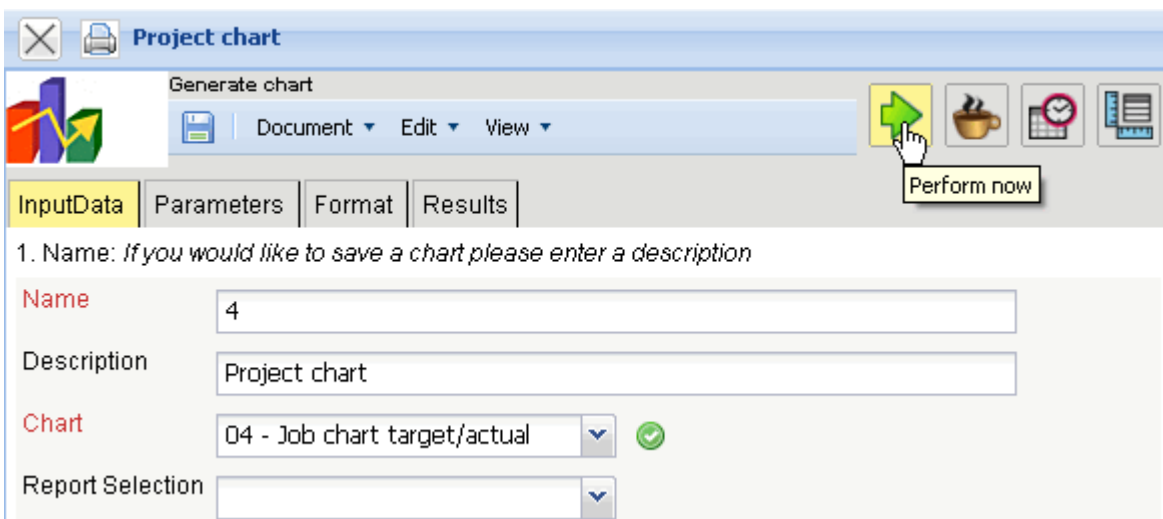 Project chart
Generate chart
Document Edit View
Perform now
InputData Parameters Format Results
1. Name: If you would like to save a chart please enter a description
Name 4
Description Project chart
Chart 04 - Job chart target/actual
Report Selection